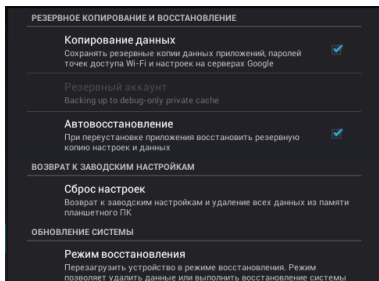 РЕЗЕРВНОЕ КОПИРОВАНИЕ И ВОССТАНОВЛЕНИЕ
Копирование данных
Сохранять резервные копии данных приложений, паролей
точек доступа Wi-Fi и настроек на серверах Google
Резервный аккаунт
Backing up to debug-only private cache
Автовосстановление
При переустановке приложения восстановить резервную
копию настроек и данных
ВОЗВРАТ К ЗАВОДСКИМ НАСТРОЙКАМ
Сброс настроек
Возврат к заводским настройкам и удаление всех данных из памяти
планшетного ПК
ОБНОВЛЕНИЕ СИСТЕМЫ
Режим восстановления
Перезагрузить устройство в режиме восстановления. Режим
позволяет удалить данные или выполнить восстановление системы